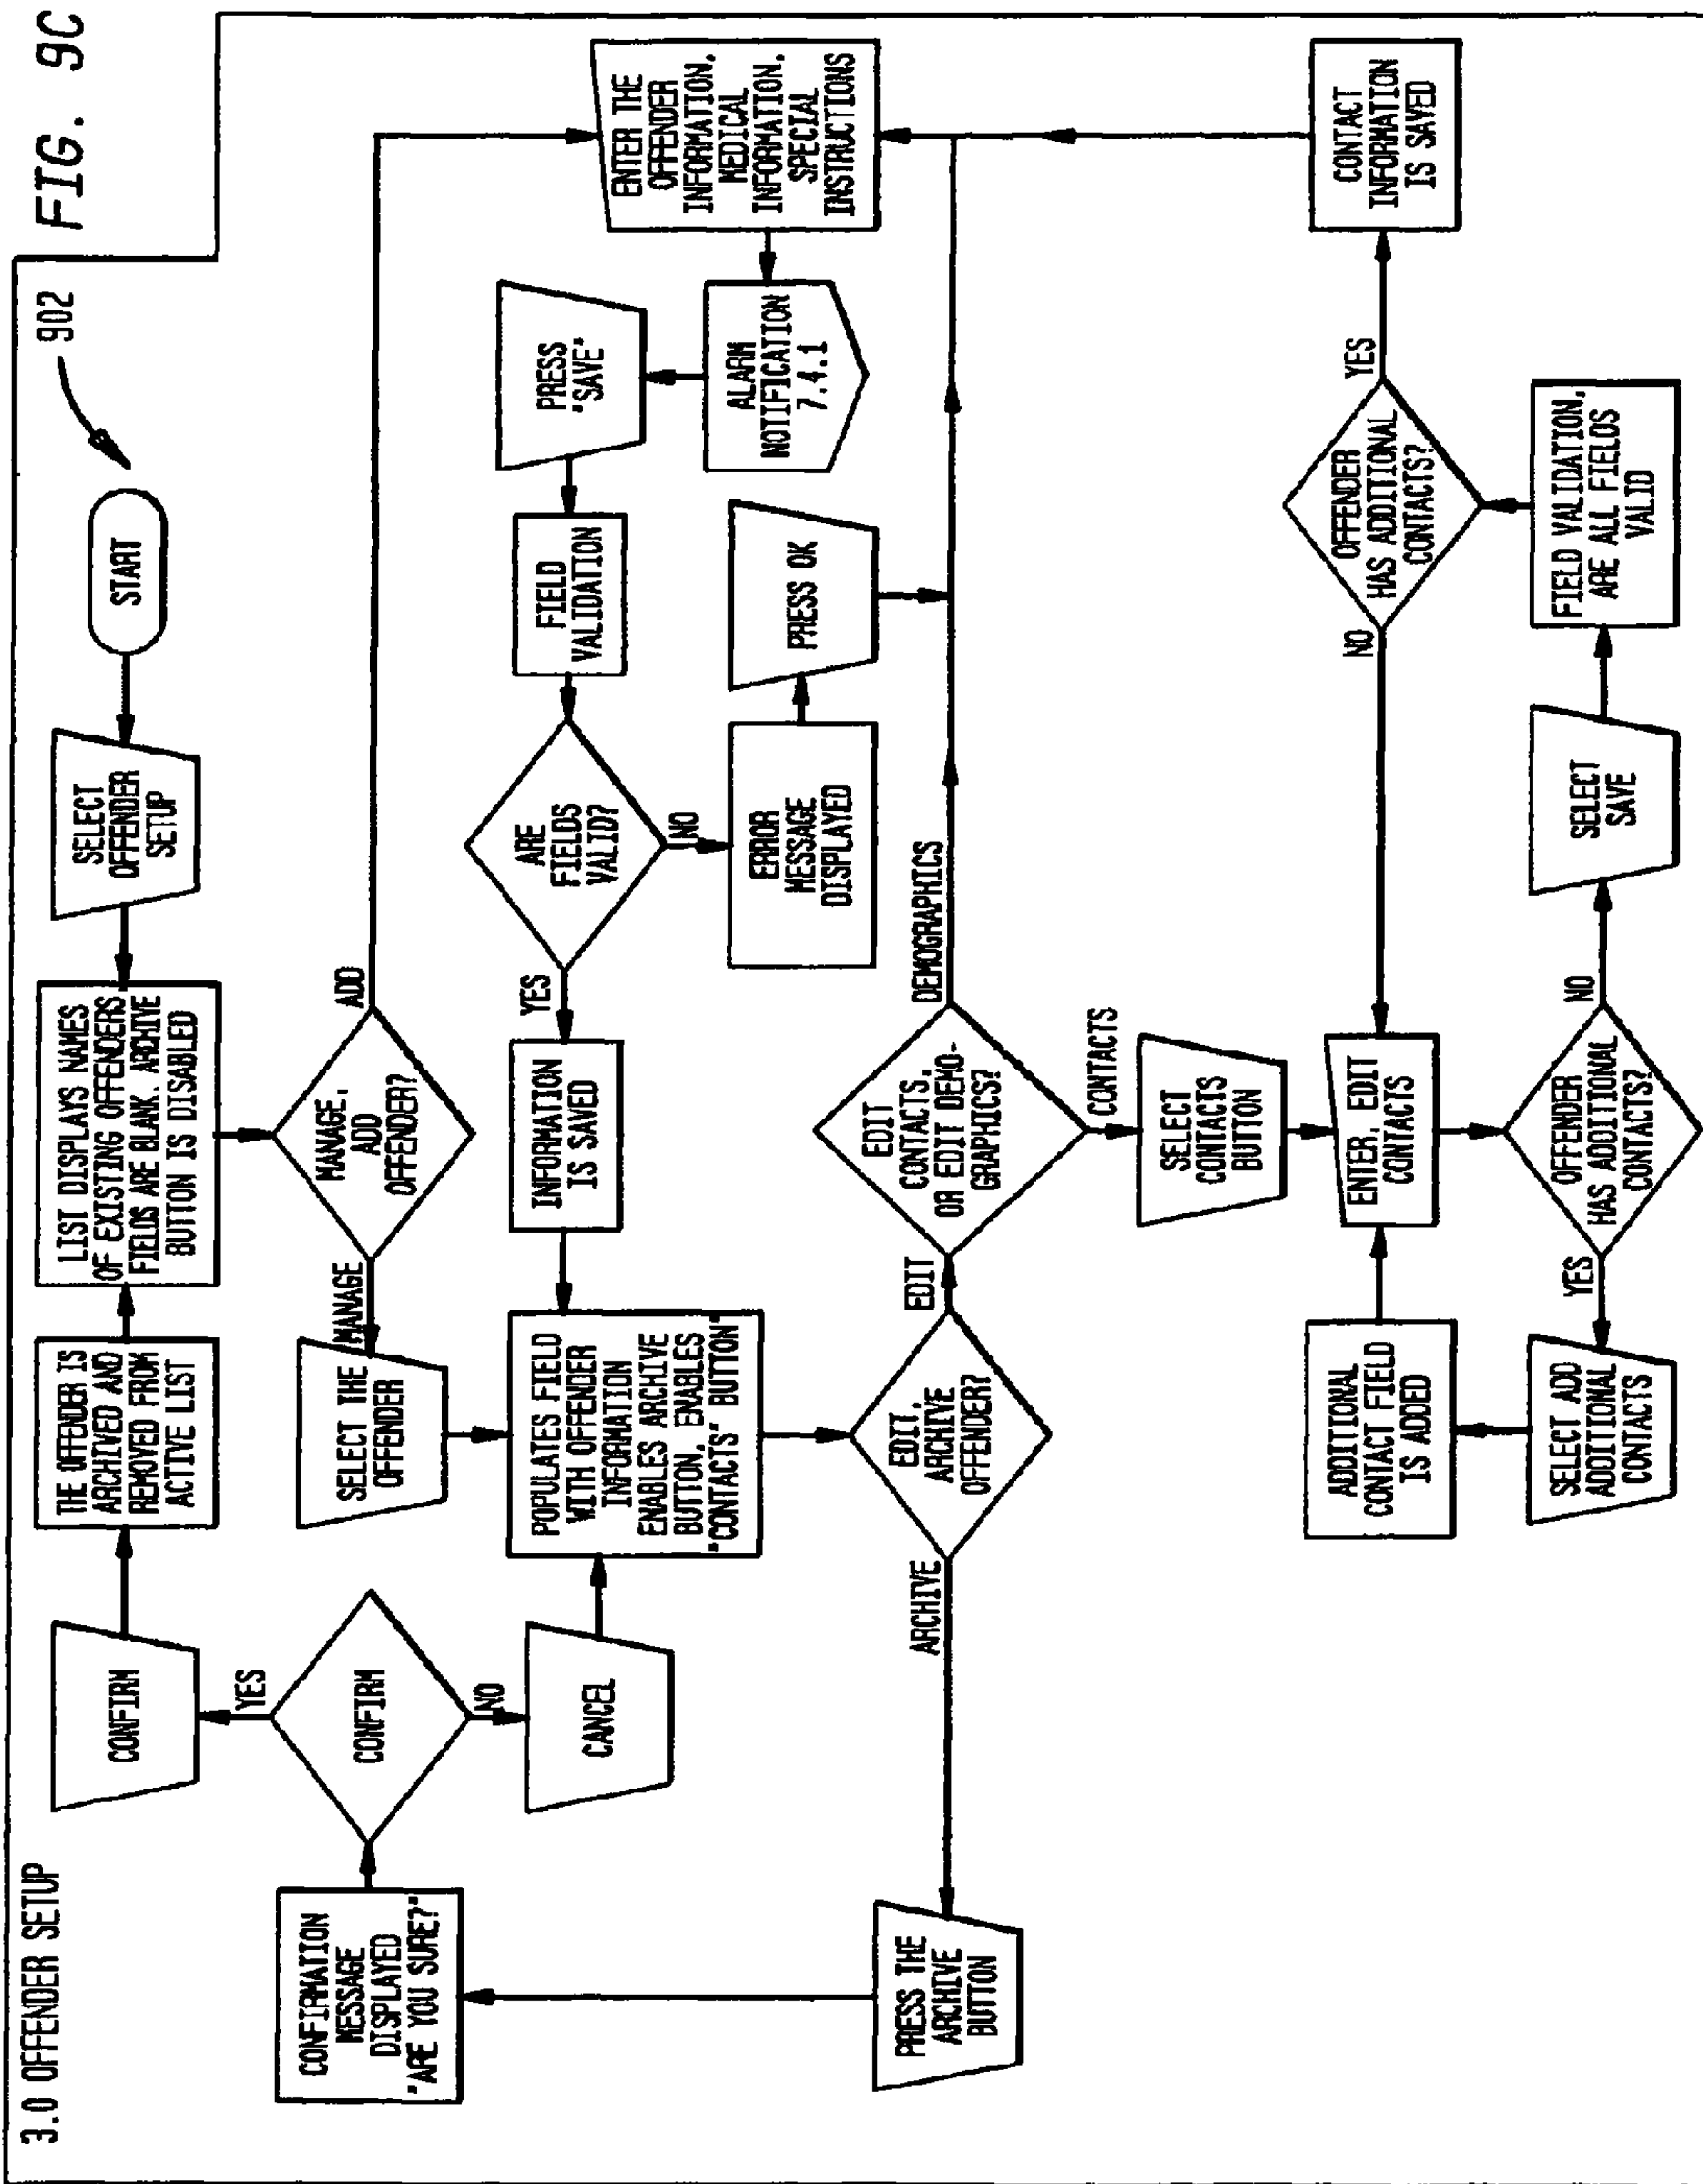 3.0 OFFENDER SETUP
FIG. 9C
902
START
SELECT
OFFENDER
SETUP
LIST DISPLAYS NAMES
OF EXISTING OFFENDERS
FIELDS ARE BLANK. ARCHIVE
BUTTON IS DISABLED
THE OFFENDER IS
ARCHIVED AND
REMOVED FROM
ACTIVE LIST
CONFIRM
YES
CONFIRM
NO
CANCEL
CONFIRMATION
MESSAGE
DISPLAYED
"ARE YOU SURE?"
MANAGE,
ADD
OFFENDER?
ADD
MANAGE
SELECT THE
OFFENDER
ENTER THE
OFFENDER
INFORMATION,
MEDICAL
INFORMATION,
SPECIAL
INSTRUCTIONS
ALARM
NOTIFICATION
7.4.1
PRESS
"SAVE"
FIELD
VALIDATION
ARE
FIELDS
VALID?
YES
NO
ERROR
MESSAGE
DISPLAYED
PRESS OK
INFORMATION
IS SAVED
POPULATES FIELD
WITH OFFENDER
INFORMATION
ENABLES ARCHIVE
BUTTON, ENABLES
"CONTACTS" BUTTON"
EDIT,
ARCHIVE
OFFENDER?
ARCHIVE
EDIT
PRESS THE
ARCHIVE
BUTTON
EDIT
CONTACTS,
OR EDIT DEMO-
GRAPHICS?
DEMOGRAPHICS
CONTACTS
SELECT
CONTACTS
BUTTON
ENTER, EDIT
CONTACTS
OFFENDER
HAS ADDITIONAL
CONTACTS?
YES
NO
SELECT ADD
ADDITIONAL
CONTACTS
ADDITIONAL
CONTACT FIELD
IS ADDED
SELECT
SAVE
FIELD VALIDATION,
ARE ALL FIELDS
VALID
OFFENDER
HAS ADDITIONAL
CONTACTS?
NO
YES
CONTACT
INFORMATION
IS SAVED